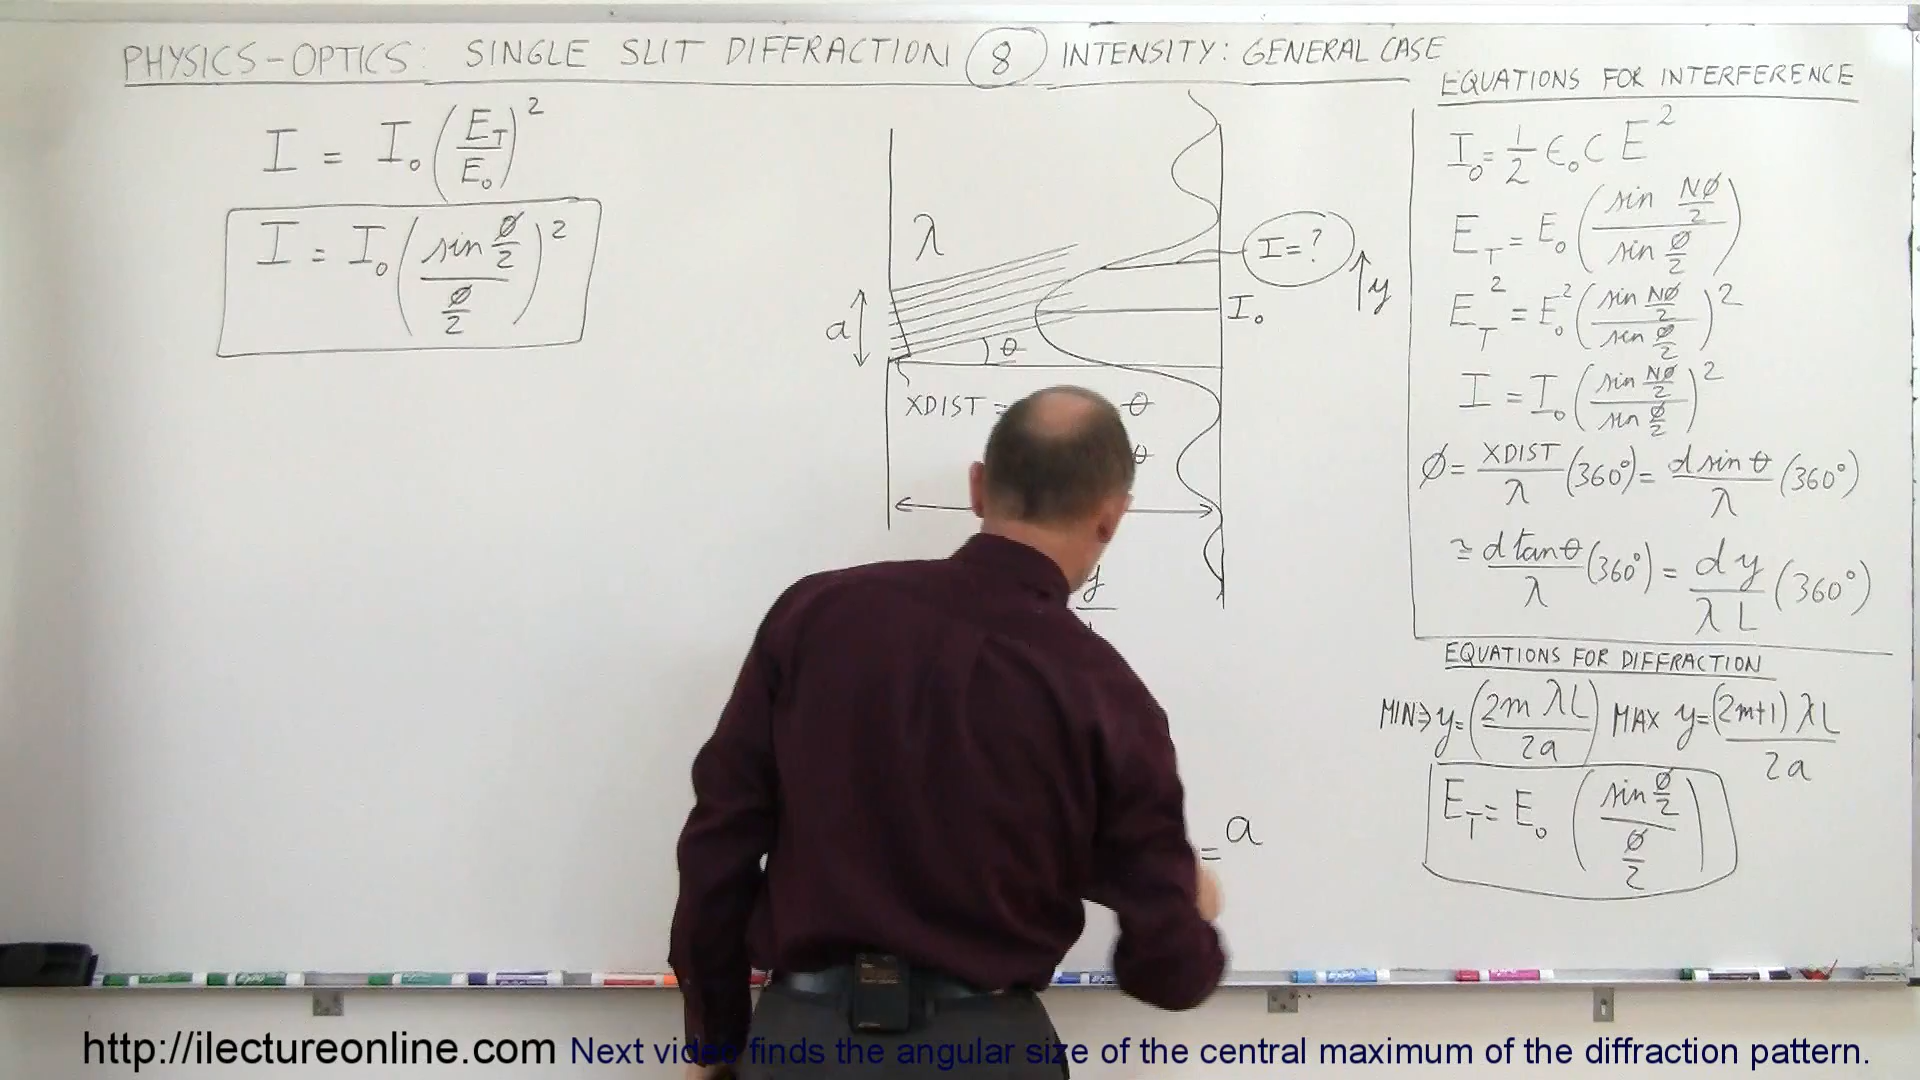 PHYSICS-OPTICS: SINGLE SLIT DIFFRACTION 8 INTENSITY: GENERAL CASE
I = I₀ (E_T / E₀)²
I = I₀ (sin ϕ/2 / ϕ/2)²
λ
a
θ
I = ?
y
I₀
XDIST = θ
θ
y
= a
EQUATIONS FOR INTERFERENCE
I₀ = 1/2 ε₀ c E²
E_T = E₀ (sin Nϕ/2 / sin ϕ/2)
E_T² = E₀² (sin Nϕ/2 / sin ϕ/2)²
I = I₀ (sin Nϕ/2 / sin ϕ/2)²
ϕ = XDIST/λ (360°) = d sin θ/λ (360°)
≅ d tan θ/λ (360°) = d y/λ L (360°)
EQUATIONS FOR DIFFRACTION
MIN ⇒ y = (2m λL / 2a) MAX y = (2m+1) λL / 2a
E_T = E₀ (sin ϕ/2 / ϕ/2)
http://ilectureonline.com Next video finds the angular size of the central maximum of the diffraction pattern.